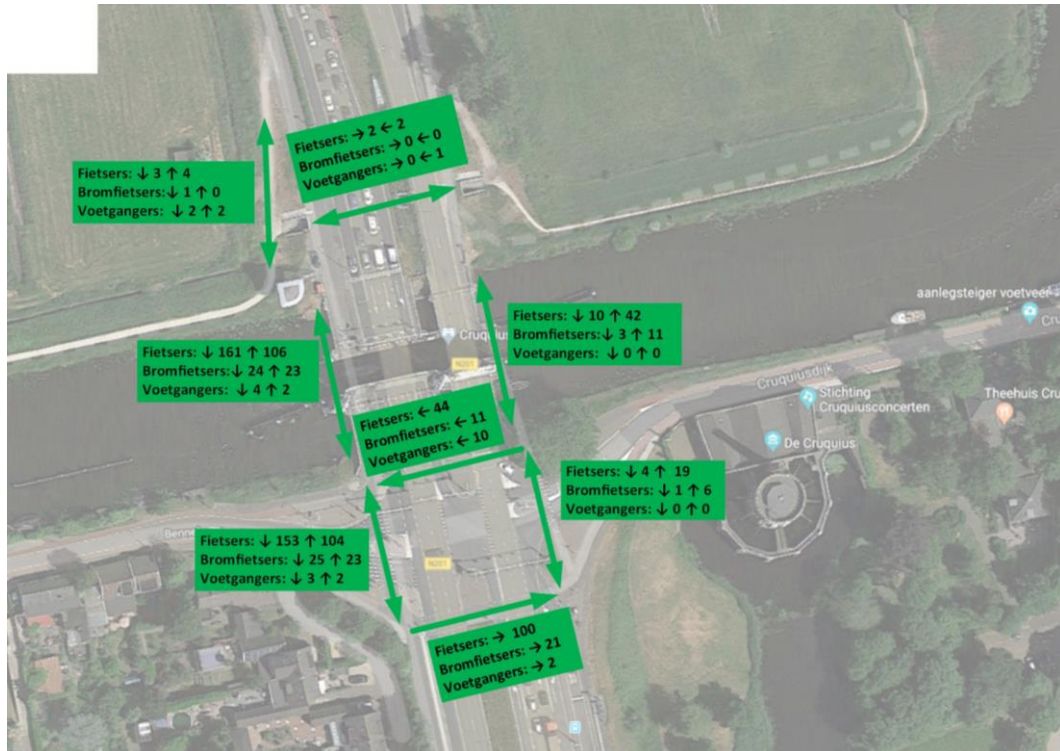 Fietsers: → 2 ← 2
Bromfietsers: → 0 ← 0
Voetgangers: → 0 ← 1
Fietsers: ↓ 3 ↑ 4
Bromfietsers: ↓ 1 ↑ 0
Voetgangers: ↓ 2 ↑ 2
aanlegsteiger voetveer
Fietsers: ↓ 10 ↑ 42
Bromfietsers: ↓ 3 ↑ 11
Voetgangers: ↓ 0 ↑ 0
Fietsers: ↓ 161 ↑ 106
Bromfietsers: ↓ 24 ↑ 23
Voetgangers: ↓ 4 ↑ 2
N201
Cruquiusdijk
Stichting
Cruquiusconcerten
Theehuis Cru
De Cruquius
Fietsers: ← 44
Bromfietsers: ← 11
Voetgangers: ← 10
Fietsers: ↓ 4 ↑ 19
Bromfietsers: ↓ 1 ↑ 6
Voetgangers: ↓ 0 ↑ 0
Fietsers: ↓ 153 ↑ 104
Bromfietsers: ↓ 25 ↑ 23
Voetgangers: ↓ 3 ↑ 2
N201
Fietsers: → 100
Bromfietsers: → 21
Voetgangers: → 2